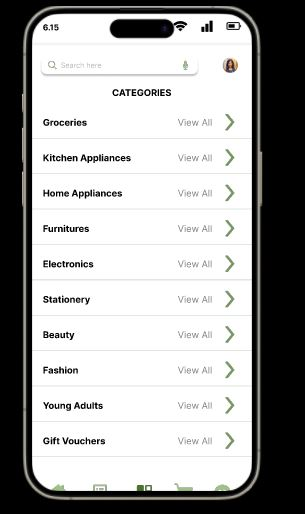 6.15
Search here
CATEGORIES
Groceries View All
Kitchen Appliances View All
Home Appliances View All
Furnitures View All
Electronics View All
Stationery View All
Beauty View All
Fashion View All
Young Adults View All
Gift Vouchers View All